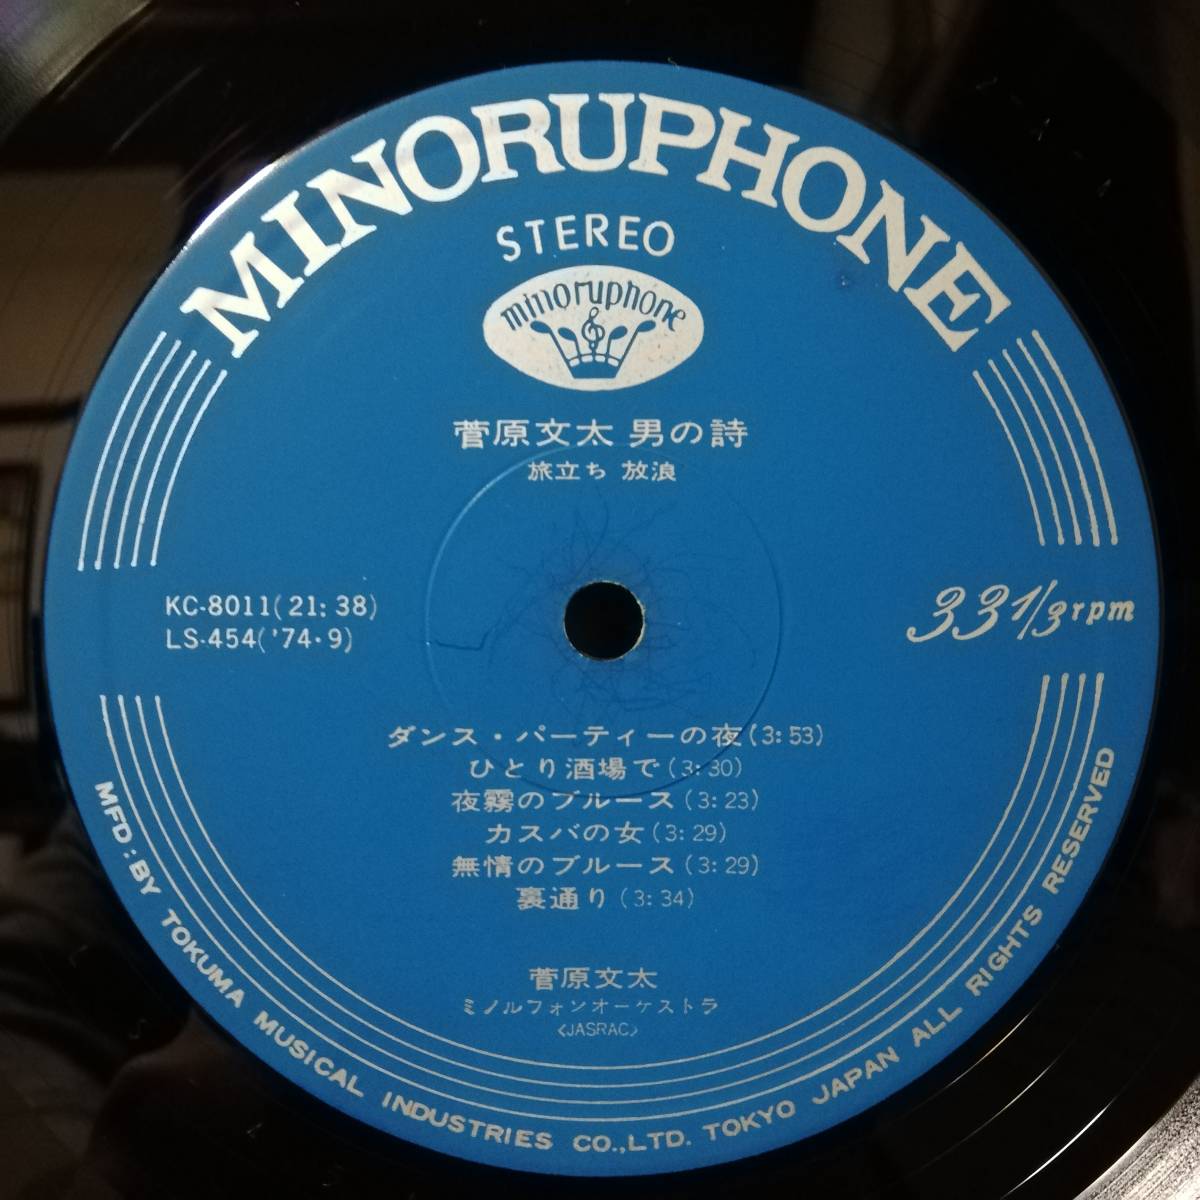 MINORUPHONE
STEREO
minoruphone
菅原文太 男の詩
旅立ち 放浪
KC-8011(21:38)
LS-454('74・9)
33 1/3 rpm
ダンス・パーティーの夜(3:53)
ひとり酒場で(3:30)
夜霧のブルース(3:23)
カスバの女(3:29)
無情のブルース(3:29)
裏通り(3:34)
菅原文太
ミノルフォンオーケストラ
<JASRAC>
MFD:BY TOKUMA MUSICAL INDUSTRIES CO.,LTD. TOKYO JAPAN ALL RIGHTS RESERVED